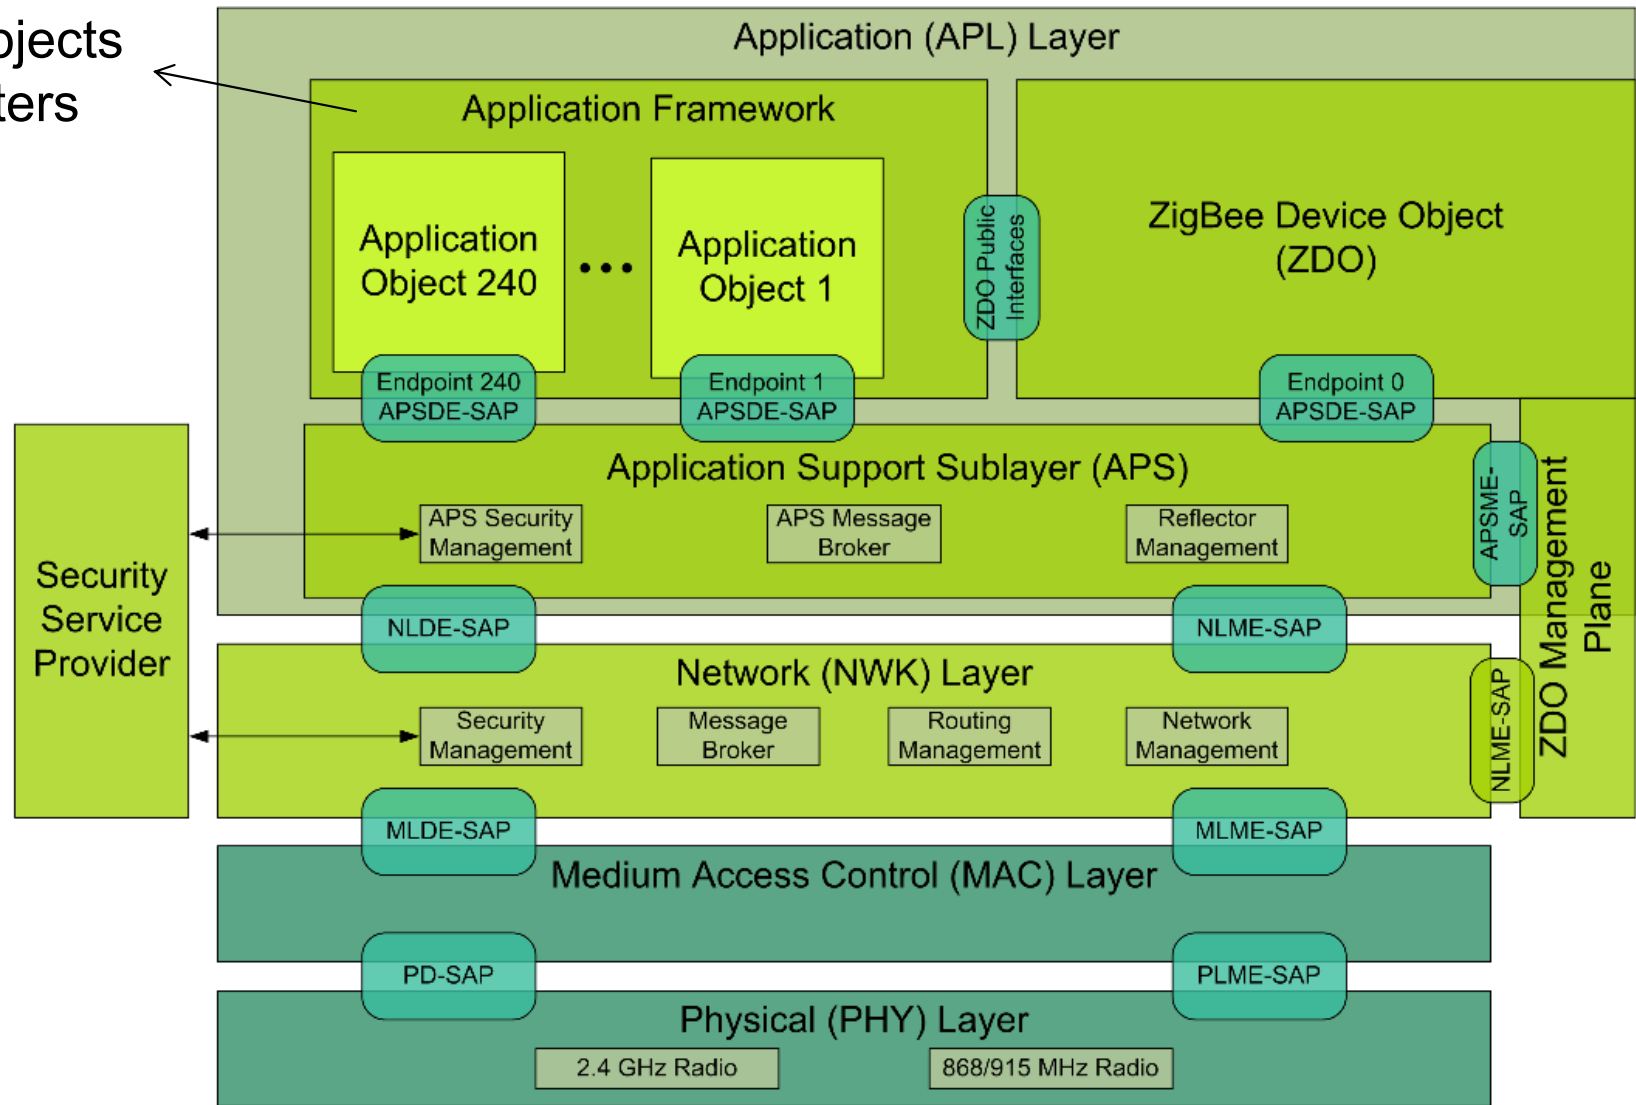 Application (APL) Layer
Application Framework
Application
Object 240
...
Application
Object 1
ZDO Public
Interfaces
ZigBee Device Object
(ZDO)
Endpoint 240
APSDE-SAP
Endpoint 1
APSDE-SAP
Endpoint 0
APSDE-SAP
Application Support Sublayer (APS)
APS Security
Management
APS Message
Broker
Reflector
Management
APSME-
SAP
ZDO Management
Plane
Security
Service
Provider
NLDE-SAP
NLME-SAP
Network (NWK) Layer
Security
Management
Message
Broker
Routing
Management
Network
Management
NLME-SAP
MLDE-SAP
MLME-SAP
Medium Access Control (MAC) Layer
PD-SAP
PLME-SAP
Physical (PHY) Layer
2.4 GHz Radio
868/915 MHz Radio